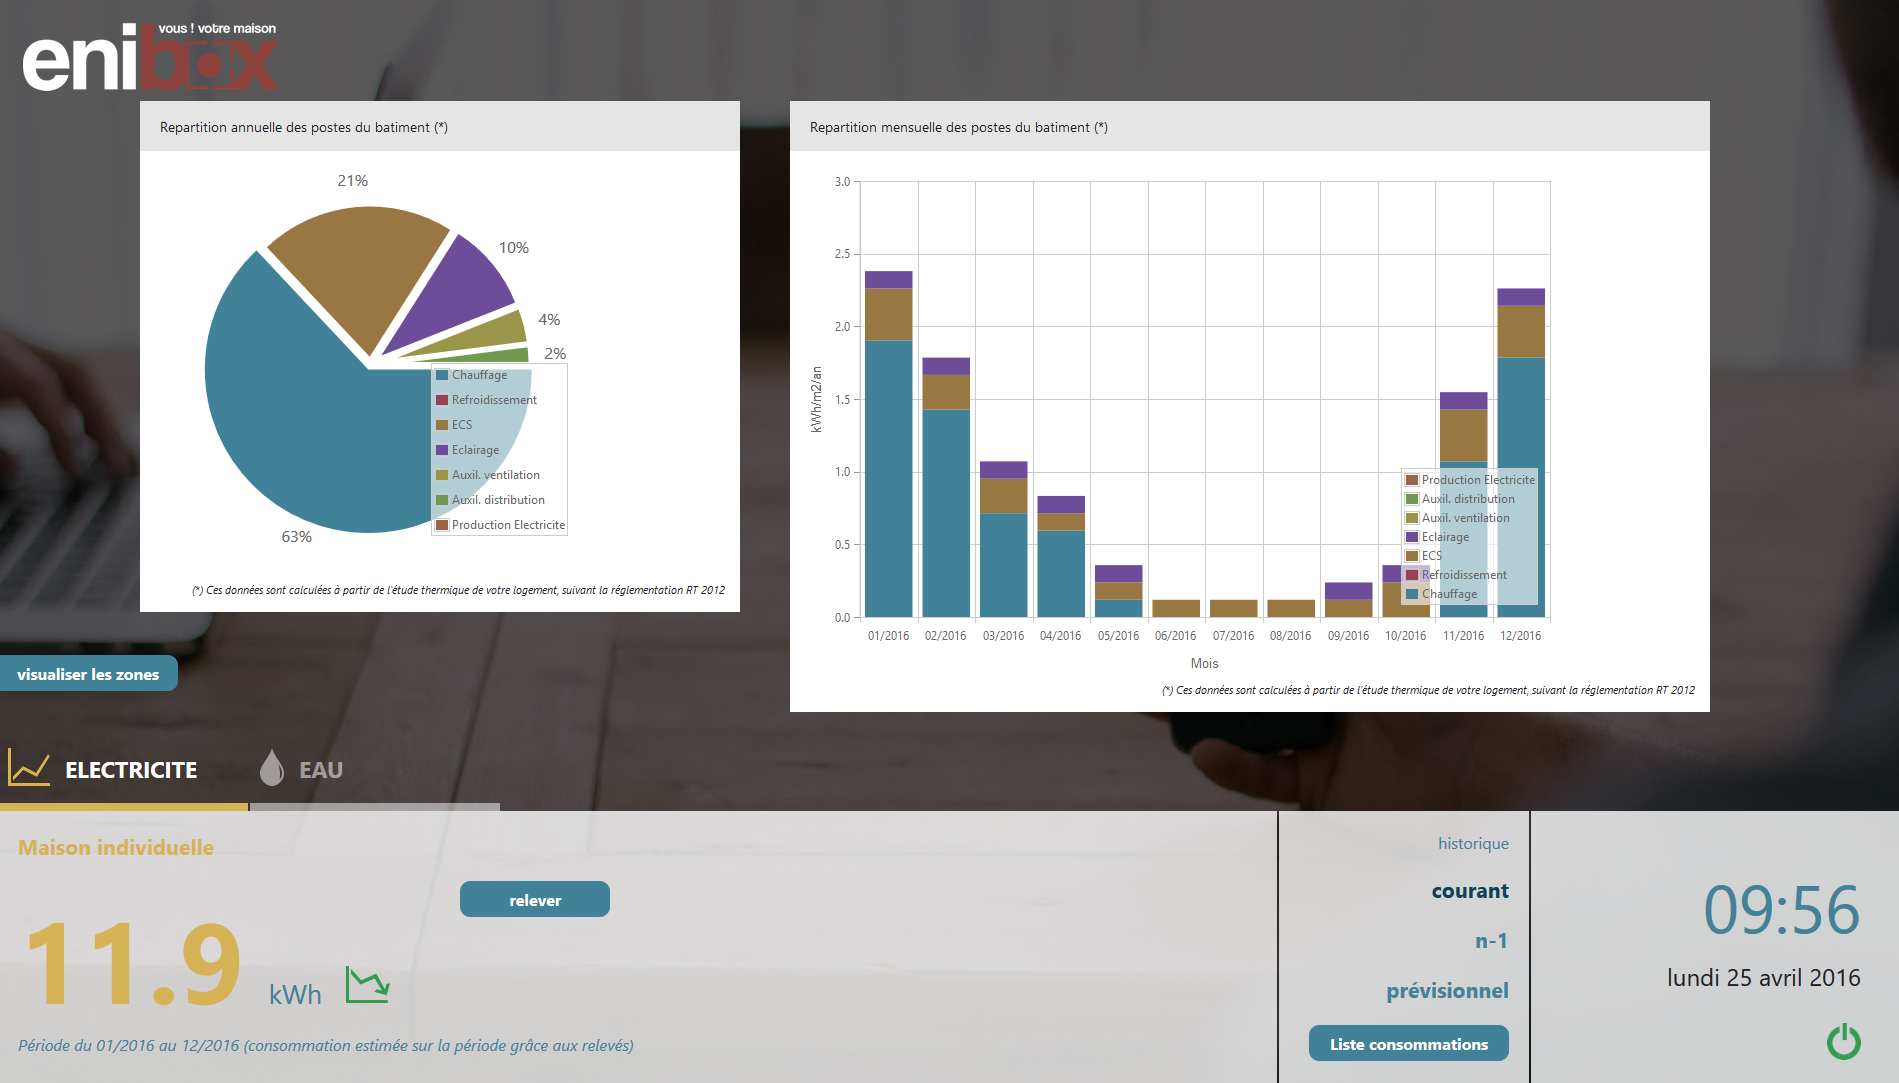 vous ! votre maison
enibox
Repartition annuelle des postes du batiment (*)
21%
10%
4%
2%
63%
Chauffage
Refroidissement
ECS
Eclairage
Auxil. ventilation
Auxil. distribution
Production Electricite
(*) Ces données sont calculées à partir de l'étude thermique de votre logement, suivant la réglementation RT 2012
Repartition mensuelle des postes du batiment (*)
3.0
2.5
2.0
1.5
1.0
0.5
0.0
kWh/m2/an
Production Electricite
Auxil. distribution
Auxil. ventilation
Eclairage
ECS
Refroidissement
Chauffage
01/2016 02/2016 03/2016 04/2016 05/2016 06/2016 07/2016 08/2016 09/2016 10/2016 11/2016 12/2016
Mois
(*) Ces données sont calculées à partir de l'étude thermique de votre logement, suivant la réglementation RT 2012
visualiser les zones
ELECTRICITE
EAU
Maison individuelle
relever
11.9 kWh
Période du 01/2016 au 12/2016 (consommation estimée sur la période grâce aux relevés)
historique
courant
n-1
prévisionnel
Liste consommations
09:56
lundi 25 avril 2016